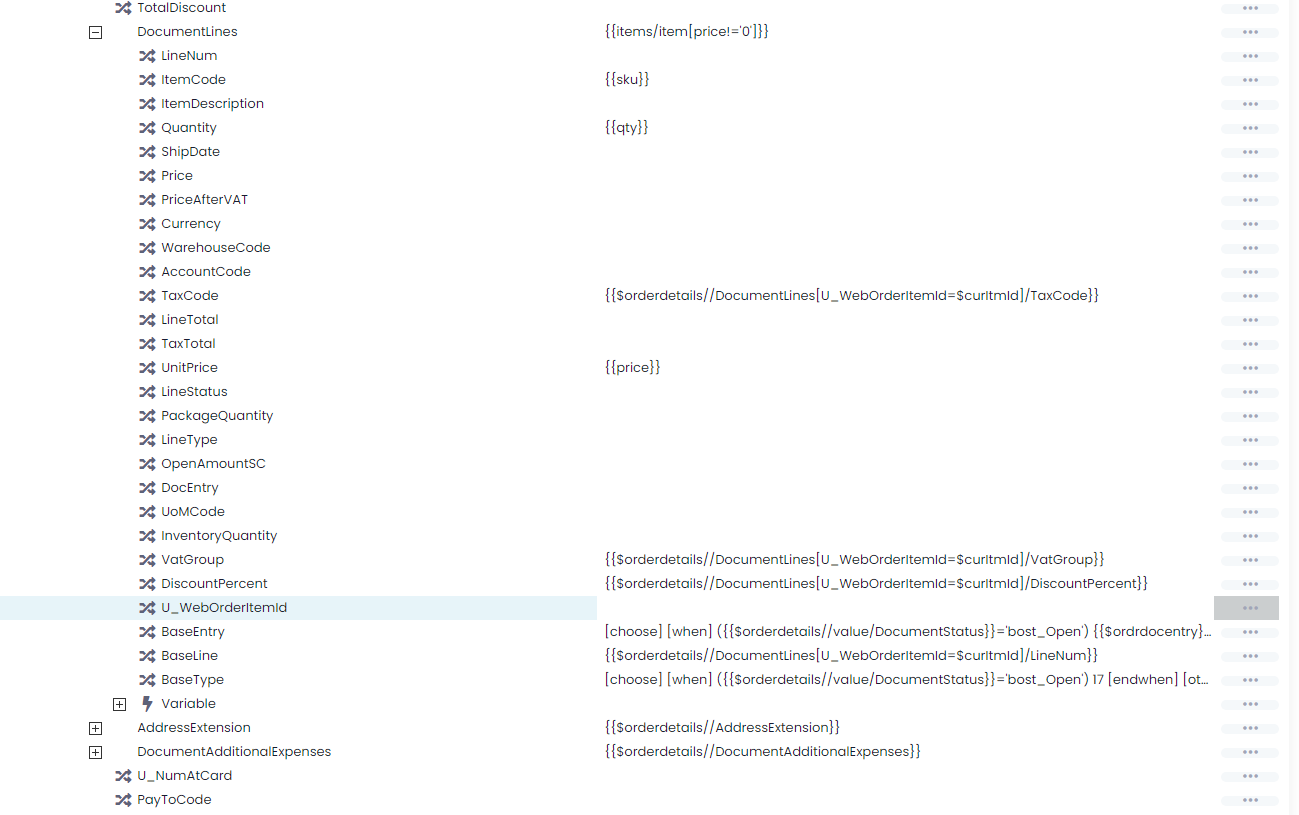 TotalDiscount
DocumentLines {{items/item[price!='0']}}
LineNum
ItemCode {{sku}}
ItemDescription
Quantity {{qty}}
ShipDate
Price
PriceAfterVAT
Currency
WarehouseCode
AccountCode
TaxCode {{$orderdetails//DocumentLines[U_WebOrderItemId=$curItmId]/TaxCode}}
LineTotal
TaxTotal
UnitPrice {{price}}
LineStatus
PackageQuantity
LineType
OpenAmountSC
DocEntry
UoMCode
InventoryQuantity
VatGroup {{$orderdetails//DocumentLines[U_WebOrderItemId=$curItmId]/VatGroup}}
DiscountPercent {{$orderdetails//DocumentLines[U_WebOrderItemId=$curItmId]/DiscountPercent}}
U_WebOrderItemId
BaseEntry [choose] [when] ({{$orderdetails//value/DocumentStatus}}='bost_Open') {{$ordrdocentry}...
BaseLine {{$orderdetails//DocumentLines[U_WebOrderItemId=$curItmId]/LineNum}}
BaseType [choose] [when] ({{$orderdetails//value/DocumentStatus}}='bost_Open') 17 [endwhen] [ot...
Variable
AddressExtension {{$orderdetails//AddressExtension}}
DocumentAdditionalExpenses {{$orderdetails//DocumentAdditionalExpenses}}
U_NumAtCard
PayToCode